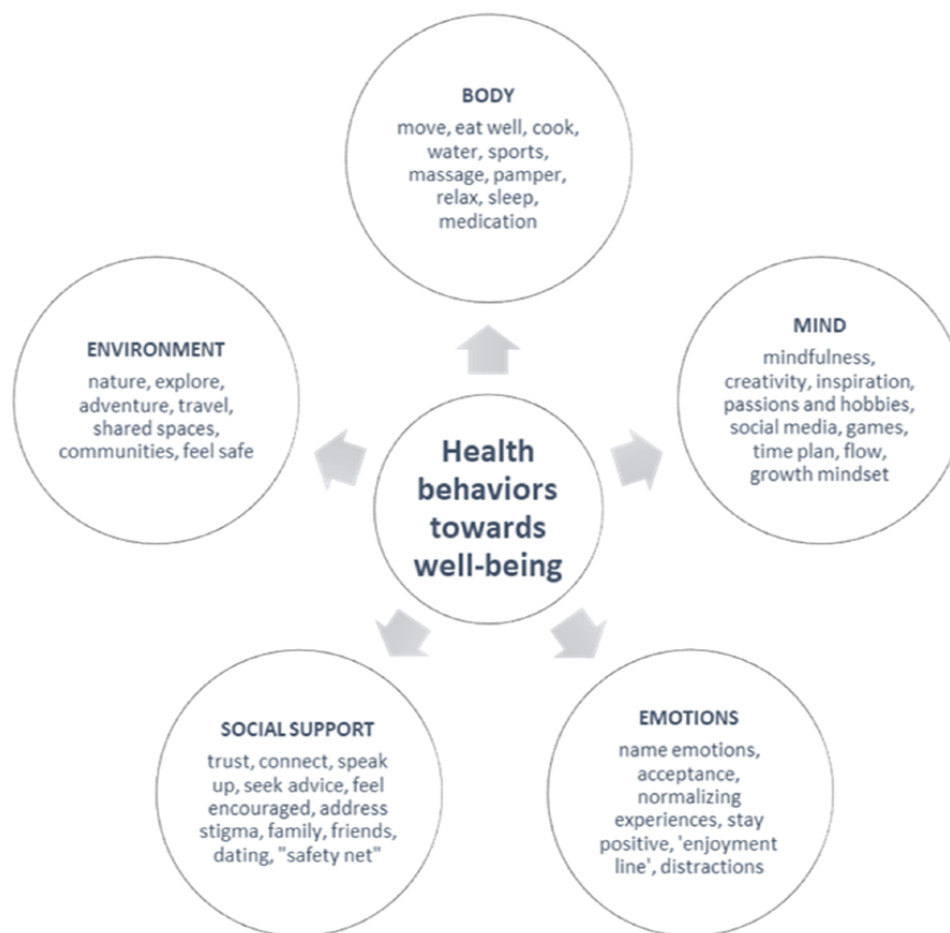 BODY
move, eat well, cook,
water, sports,
massage, pamper,
relax, sleep,
medication
MIND
mindfulness,
creativity, inspiration,
passions and hobbies,
social media, games,
time plan, flow,
growth mindset
ENVIRONMENT
nature, explore,
adventure, travel,
shared spaces,
communities, feel safe
Health
behaviors
towards
well-being
SOCIAL SUPPORT
trust, connect, speak
up, seek advice, feel
encouraged, address
stigma, family, friends,
dating, "safety net"
EMOTIONS
name emotions,
acceptance,
normalizing
experiences, stay
positive, 'enjoyment
line', distractions